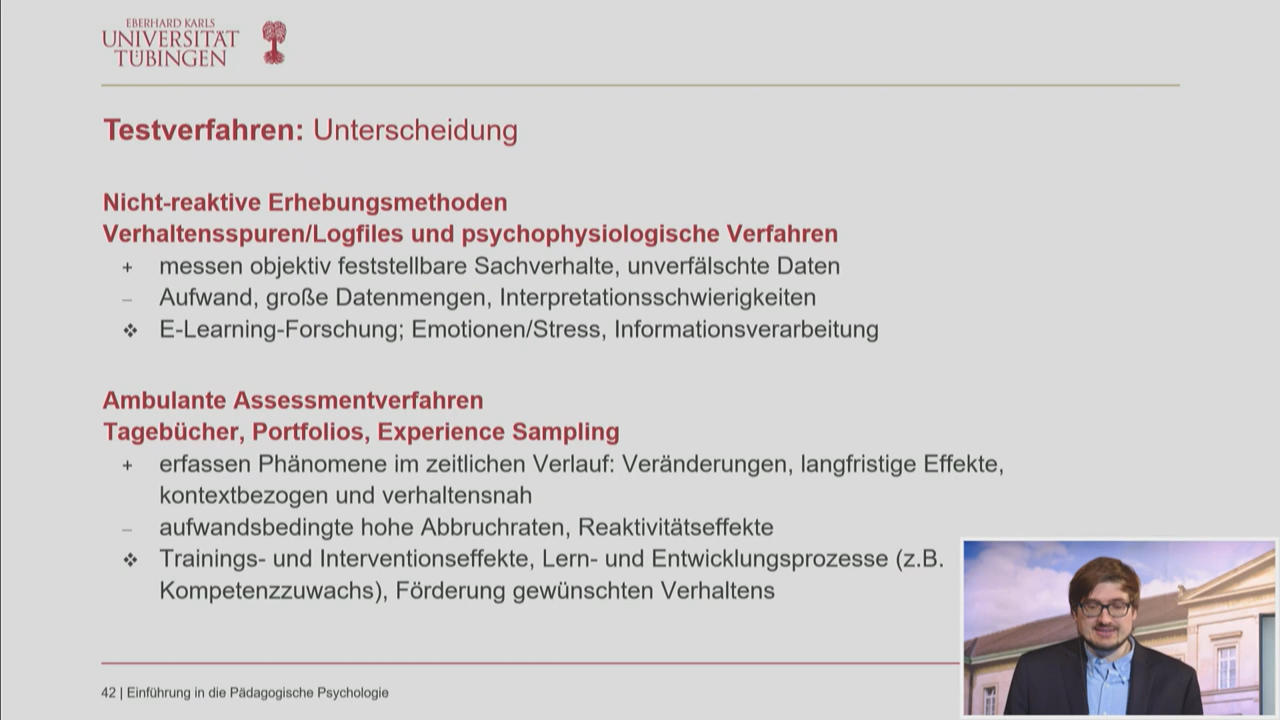 EBERHARD KARLS
UNIVERSITÄT
TÜBINGEN
Testverfahren: Unterscheidung
Nicht-reaktive Erhebungsmethoden
Verhaltensspuren/Logfiles und psychophysiologische Verfahren
+ messen objektiv feststellbare Sachverhalte, unverfälschte Daten
– Aufwand, große Datenmengen, Interpretationsschwierigkeiten
❖ E-Learning-Forschung; Emotionen/Stress, Informationsverarbeitung
Ambulante Assessmentverfahren
Tagebücher, Portfolios, Experience Sampling
+ erfassen Phänomene im zeitlichen Verlauf: Veränderungen, langfristige Effekte,
kontextbezogen und verhaltensnah
– aufwandsbedingte hohe Abbruchraten, Reaktivitätseffekte
❖ Trainings- und Interventionseffekte, Lern- und Entwicklungsprozesse (z.B.
Kompetenzzuwachs), Förderung gewünschten Verhaltens
42 | Einführung in die Pädagogische Psychologie